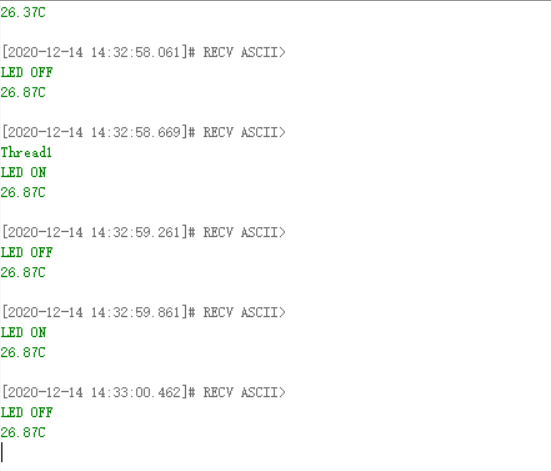 26.37C
[2020-12-14 14:32:58.061]# RECV ASCII>
LED OFF
26.87C
[2020-12-14 14:32:58.669]# RECV ASCII>
Thread1
LED ON
26.87C
[2020-12-14 14:32:59.261]# RECV ASCII>
LED OFF
26.87C
[2020-12-14 14:32:59.861]# RECV ASCII>
LED ON
26.87C
[2020-12-14 14:33:00.462]# RECV ASCII>
LED OFF
26.87C